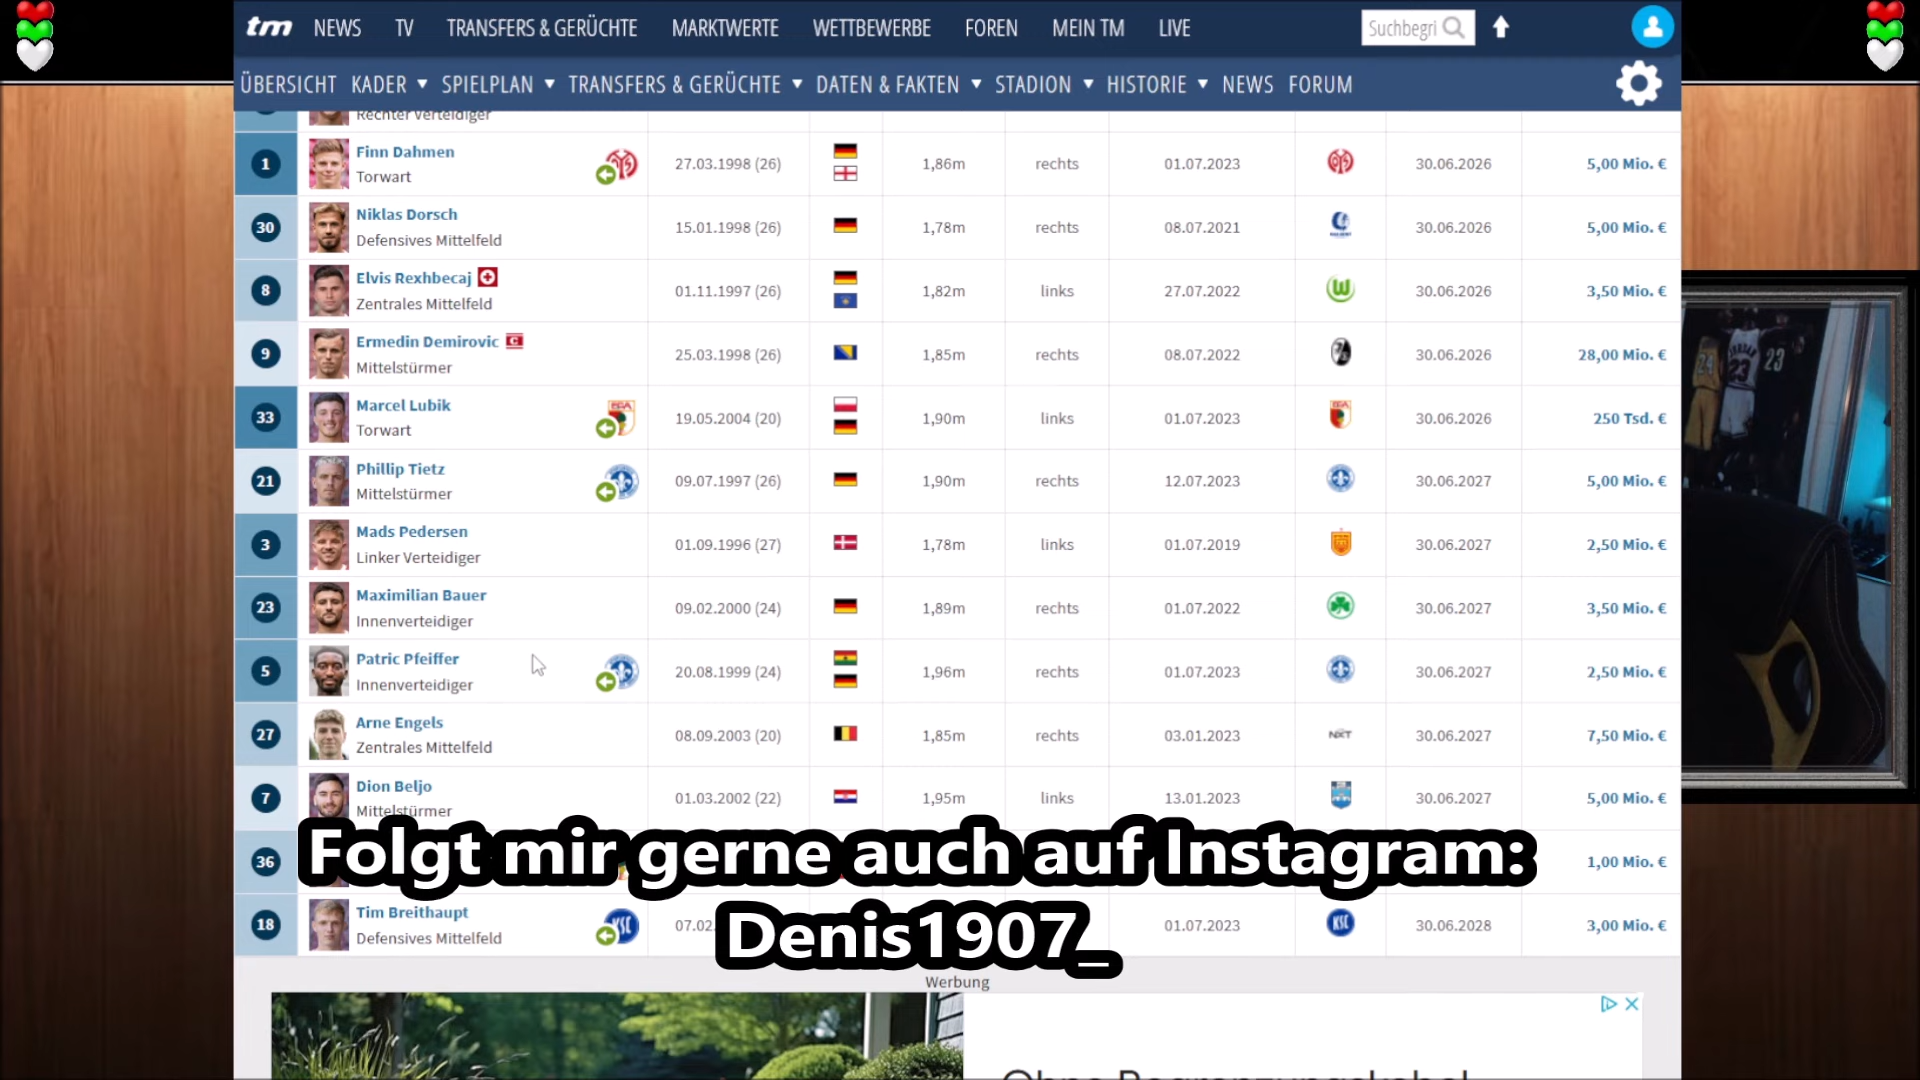 tm NEWS TV TRANSFERS & GERÜCHTE MARKTWERTE WETTBEWERBE FOREN MEIN TM LIVE Suchbegri
ÜBERSICHT KADER SPIELPLAN TRANSFERS & GERÜCHTE DATEN & FAKTEN STADION HISTORIE NEWS FORUM
Rechter Verteidiger
1 Finn Dahmen 27.03.1998 (26) 1,86m rechts 01.07.2023 30.06.2026 5,00 Mio. €
Torwart
30 Niklas Dorsch 15.01.1998 (26) 1,78m rechts 08.07.2021 30.06.2026 5,00 Mio. €
Defensives Mittelfeld
8 Elvis Rexhbecaj 01.11.1997 (26) 1,82m links 27.07.2022 30.06.2026 3,50 Mio. €
Zentrales Mittelfeld
9 Ermedin Demirovic C 25.03.1998 (26) 1,85m rechts 08.07.2022 30.06.2026 28,00 Mio. €
Mittelstürmer
33 Marcel Lubik 19.05.2004 (20) 1,90m links 01.07.2023 30.06.2026 250 Tsd. €
Torwart
21 Phillip Tietz 09.07.1997 (26) 1,90m rechts 12.07.2023 30.06.2027 5,00 Mio. €
Mittelstürmer
3 Mads Pedersen 01.09.1996 (27) 1,78m links 01.07.2019 30.06.2027 2,50 Mio. €
Linker Verteidiger
23 Maximilian Bauer 09.02.2000 (24) 1,89m rechts 01.07.2022 30.06.2027 3,50 Mio. €
Innenverteidiger
5 Patric Pfeiffer 20.08.1999 (24) 1,96m rechts 01.07.2023 30.06.2027 2,50 Mio. €
Innenverteidiger
27 Arne Engels 08.09.2003 (20) 1,85m rechts 03.01.2023 NXT 30.06.2027 7,50 Mio. €
Zentrales Mittelfeld
7 Dion Beljo 01.03.2002 (22) 1,95m links 13.01.2023 30.06.2027 5,00 Mio. €
Mittelstürmer
36 1,00 Mio. €
Folgt mir gerne auch auf Instagram:
Denis1907_
18 Tim Breithaupt KSC 07.02. 01.07.2023 KSC 30.06.2028 3,00 Mio. €
Defensives Mittelfeld
Werbung